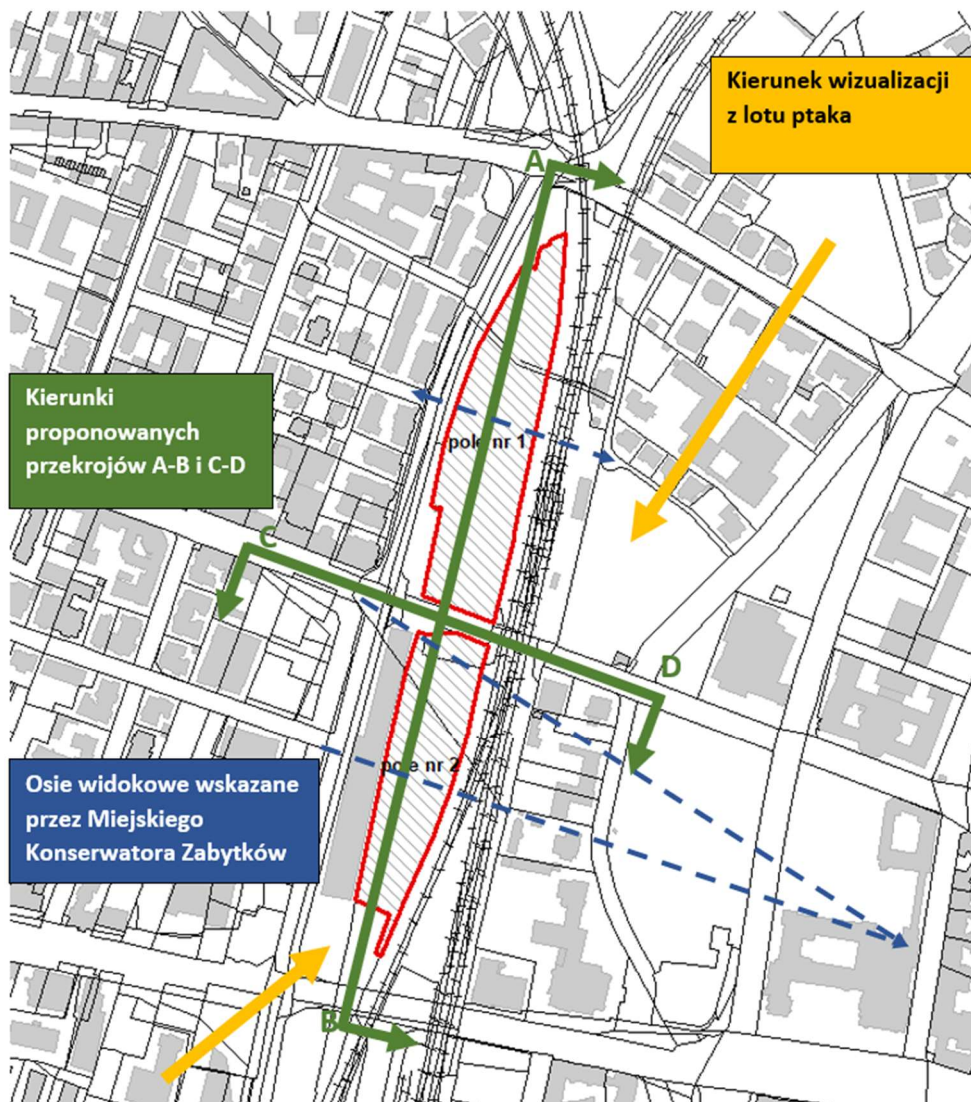 Kierunek wizualizacji
z lotu ptaka
A
Kierunki
proponowanych
przekrojów A-B i C-D
pole nr 1
C
D
pole nr 2
Osie widokowe wskazane
przez Miejskiego
Konserwatora Zabytków
B